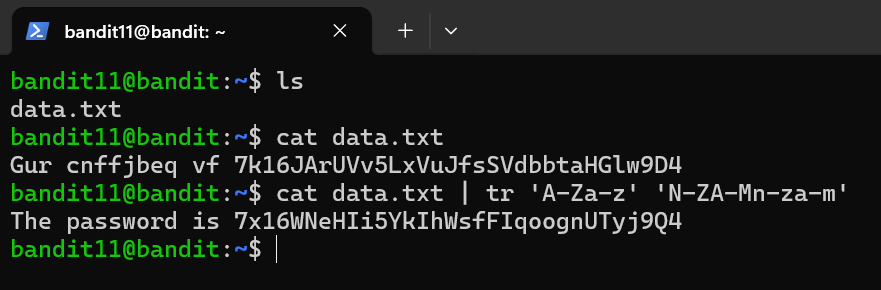 bandit11@bandit: ~
bandit11@bandit:~$ ls
data.txt
bandit11@bandit:~$ cat data.txt
Gur cnffjbeq vf 7k16JArUVv5LxVuJfsSVdbbtaHGlw9D4
bandit11@bandit:~$ cat data.txt | tr 'A-Za-z' 'N-ZA-Mn-za-m'
The password is 7x16WNeHIi5YkIhWsfFIqoognUTyj9Q4
bandit11@bandit:~$